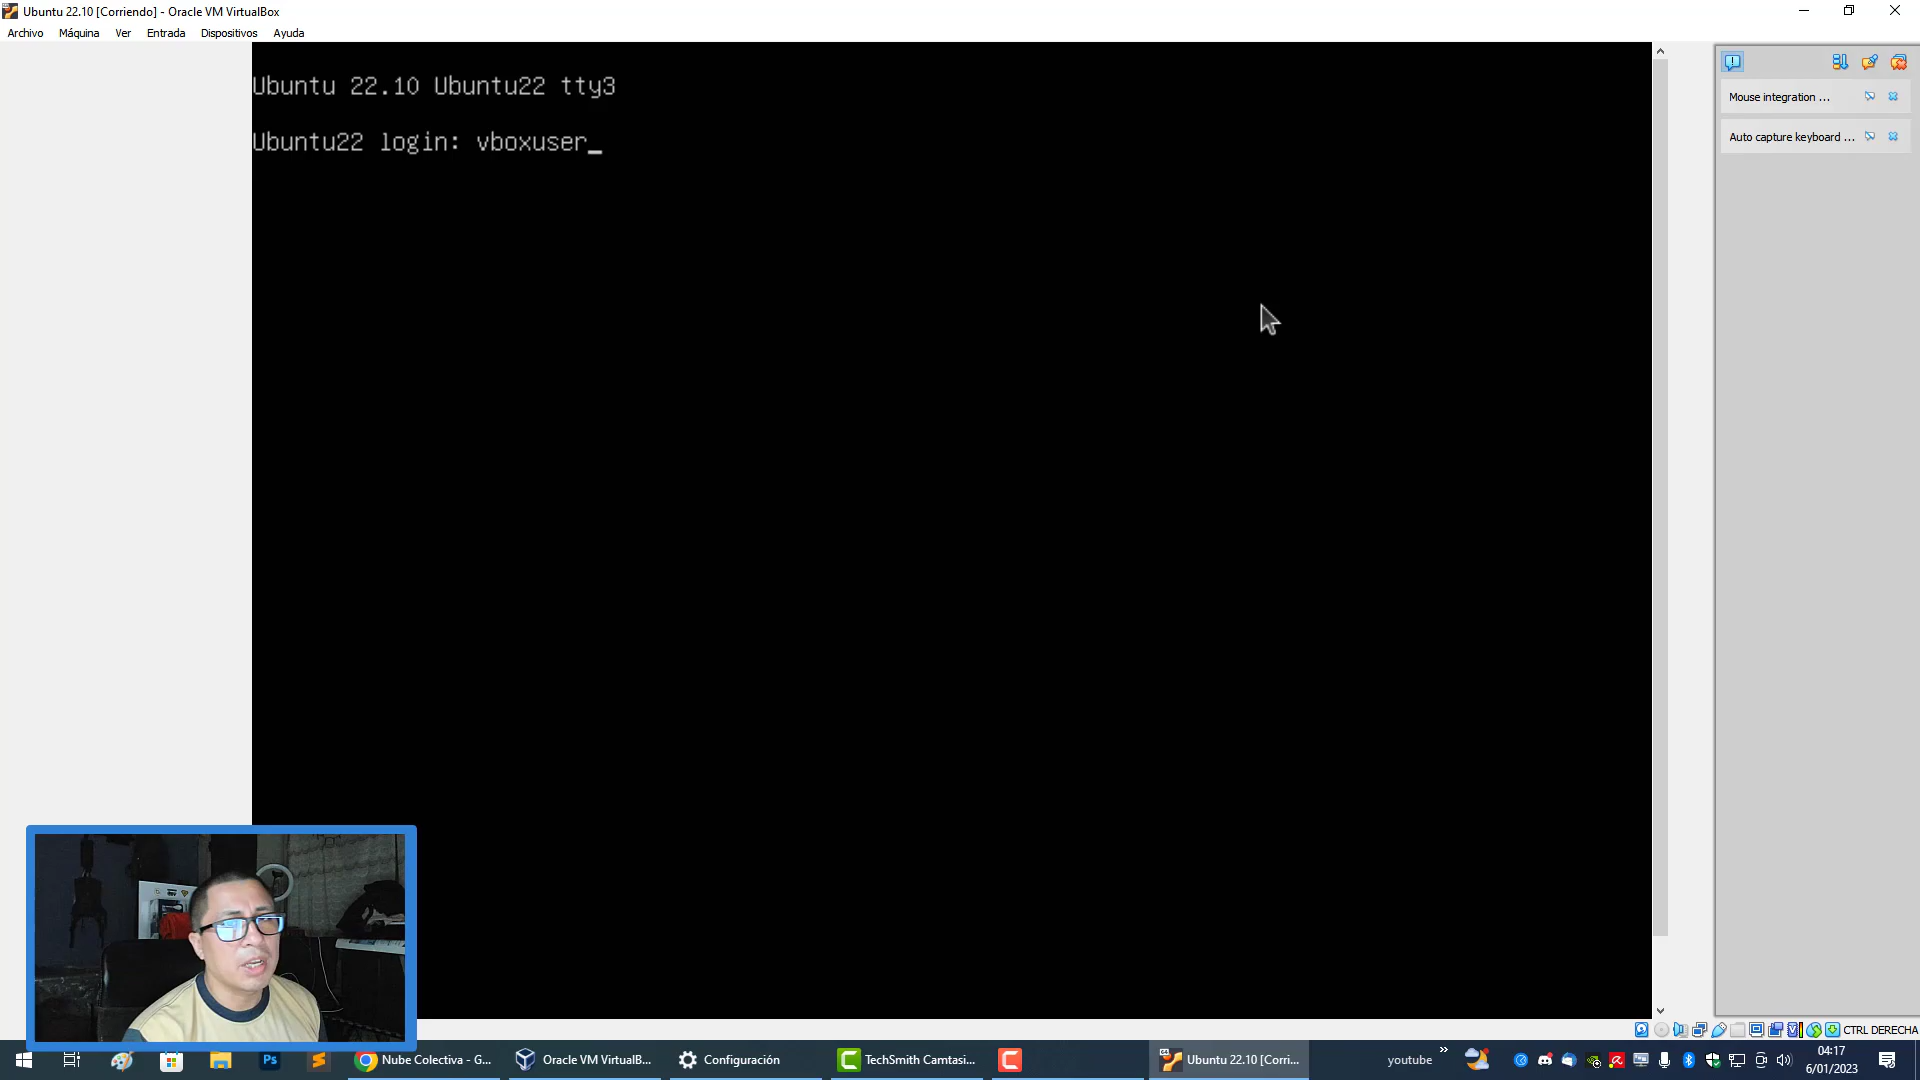 Ubuntu 22.10 [Corriendo] - Oracle VM VirtualBox
Archivo Máquina Ver Entrada Dispositivos Ayuda
Ubuntu 22.10 Ubuntu22 tty3
Ubuntu22 login: vboxuser_
Mouse integration ...
Auto capture keyboard ...
CTRL DERECHA
Ps
Nube Colectiva - G...
Oracle VM VirtualB...
Configuración
TechSmith Camtasi...
Ubuntu 22.10 [Corri...
youtube
04:17
6/01/2023